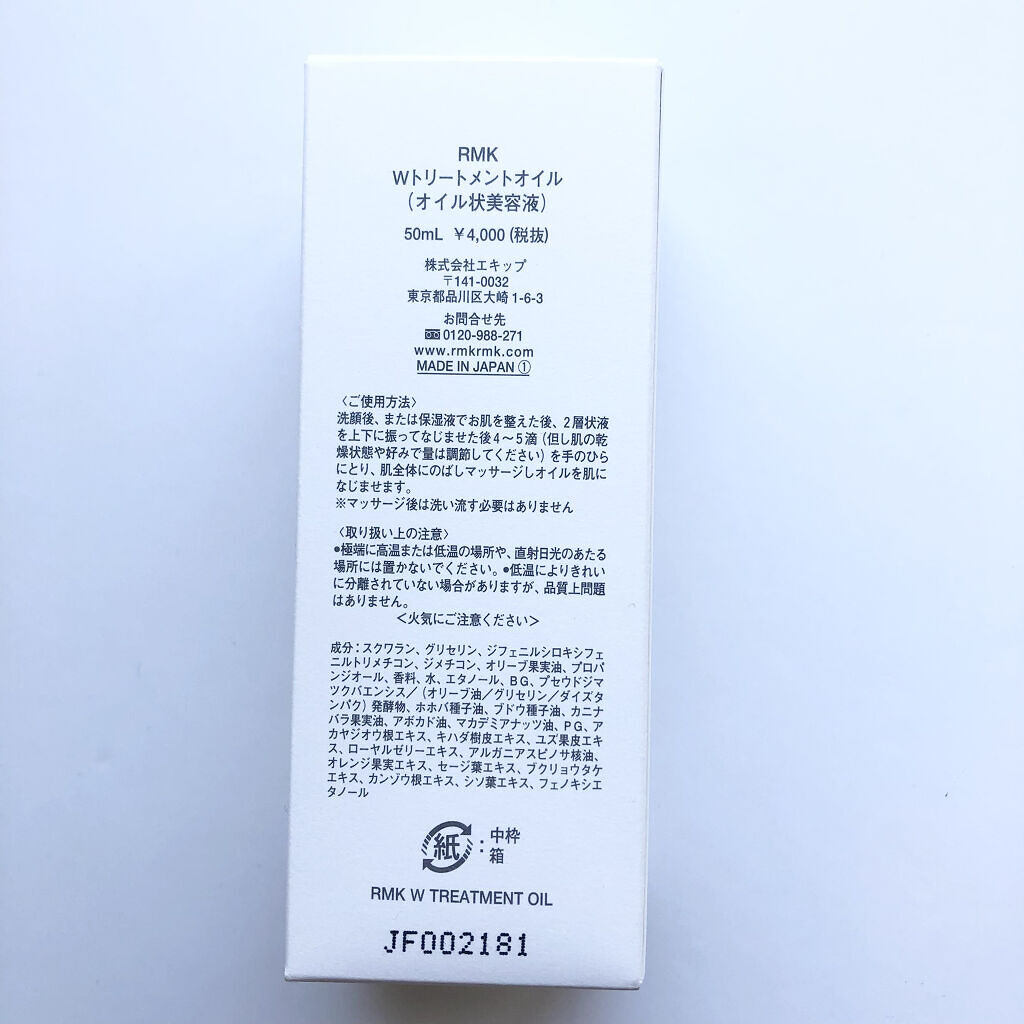 RMK
Wトリートメントオイル
(オイル状美容液)
50mL ¥4,000 (税抜)
株式会社エキップ
〒141-0032
東京都品川区大崎 1-6-3
お問合せ先
0120-988-271
www.rmkrmk.com
MADE IN JAPAN ①
〈ご使用方法〉
洗顔後、または保湿液でお肌を整えた後、2層状液
を上下に振ってなじませた後4〜5滴 (但し肌の乾
燥状態や好みで量は調節してください) を手のひら
にとり、肌全体にのばしマッサージしオイルを肌に
なじませます。
※マッサージ後は洗い流す必要はありません
〈取り扱い上の注意〉
●極端に高温または低温の場所や、直射日光のあたる
場所には置かないでください。●低温によりきれい
に分離されていない場合がありますが、品質上問題
はありません。
<火気にご注意ください>
成分:スクワラン、グリセリン、ジフェニルシロキシフェ
ニルトリメチコン、ジメチコン、オリーブ果実油、プロパ
ンジオール、香料、水、エタノール、BG、プセウドジマ
ツクバエンシス/(オリーブ油/グリセリン/ダイズタ
ンパク) 発酵物、ホホバ種子油、ブドウ種子油、カニナ
バラ果実油、アボカド油、マカデミアナッツ油、PG、ア
カヤジオウ根エキス、キハダ樹皮エキス、ユズ果皮エキ
ス、ローヤルゼリーエキス、アルガニアスピノサ核油、
オレンジ果実エキス、セージ葉エキス、ブクリョウタケ
エキス、カンゾウ根エキス、シソ葉エキス、フェノキシエ
タノール
紙:中枠
箱
RMK W TREATMENT OIL
JF002181